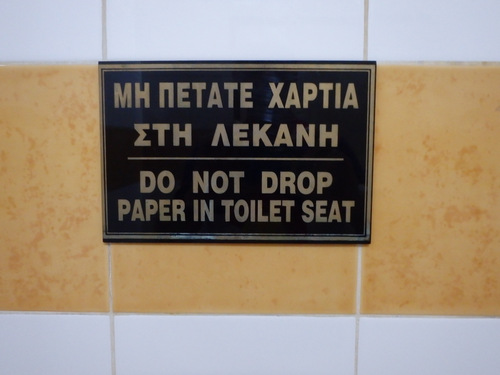 ΜΗ ΠΕΤΑΤΕ ΧΑΡΤΙΑ
ΣΤΗ ΛΕΚΑΝΗ
DO NOT DROP
PAPER IN TOILET SEAT